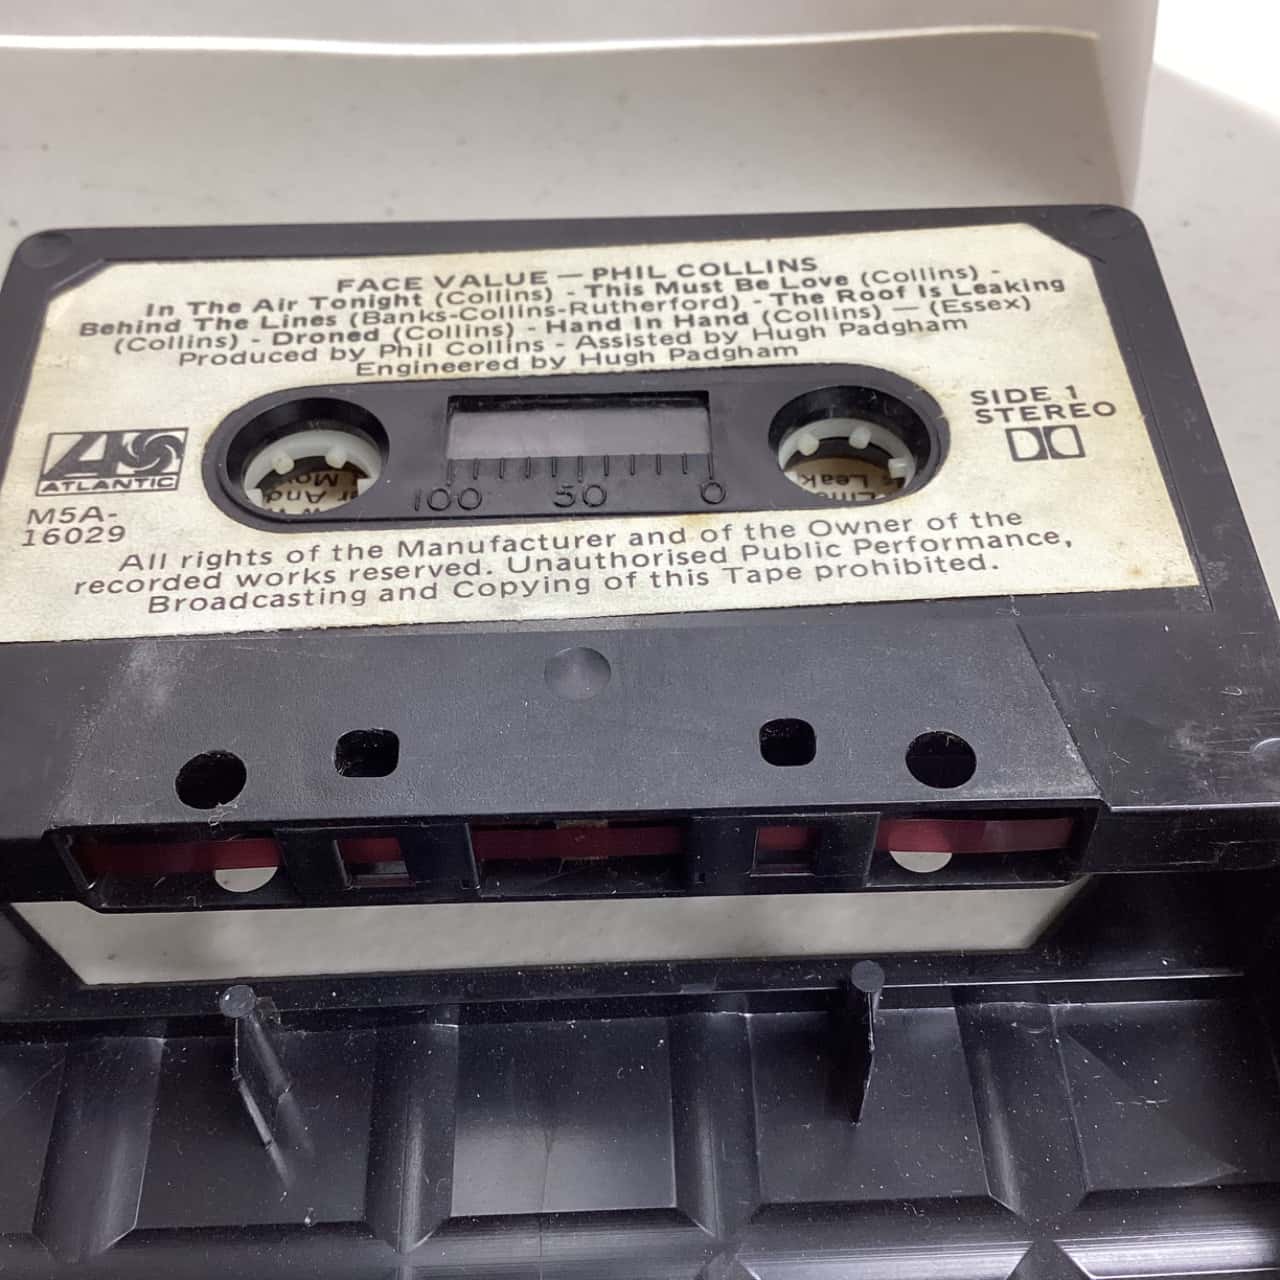 FACE VALUE — PHIL COLLINS
In The Air Tonight (Collins) - This Must Be Love (Collins) -
Behind The Lines (Banks-Collins-Rutherford) - The Roof Is Leaking
(Collins) - Droned (Collins) - Hand In Hand (Collins) — (Essex)
Produced by Phil Collins - Assisted by Hugh Padgham
Engineered by Hugh Padgham
SIDE 1
STEREO
ATLANTIC
M5A-
16029
100 50 0
All rights of the Manufacturer and of the Owner of the
recorded works reserved. Unauthorised Public Performance,
Broadcasting and Copying of this Tape prohibited.